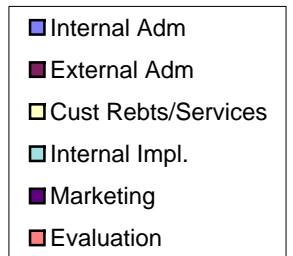 Internal Adm
External Adm
Cust Rebts/Services
Internal Impl.
Marketing
Evaluation